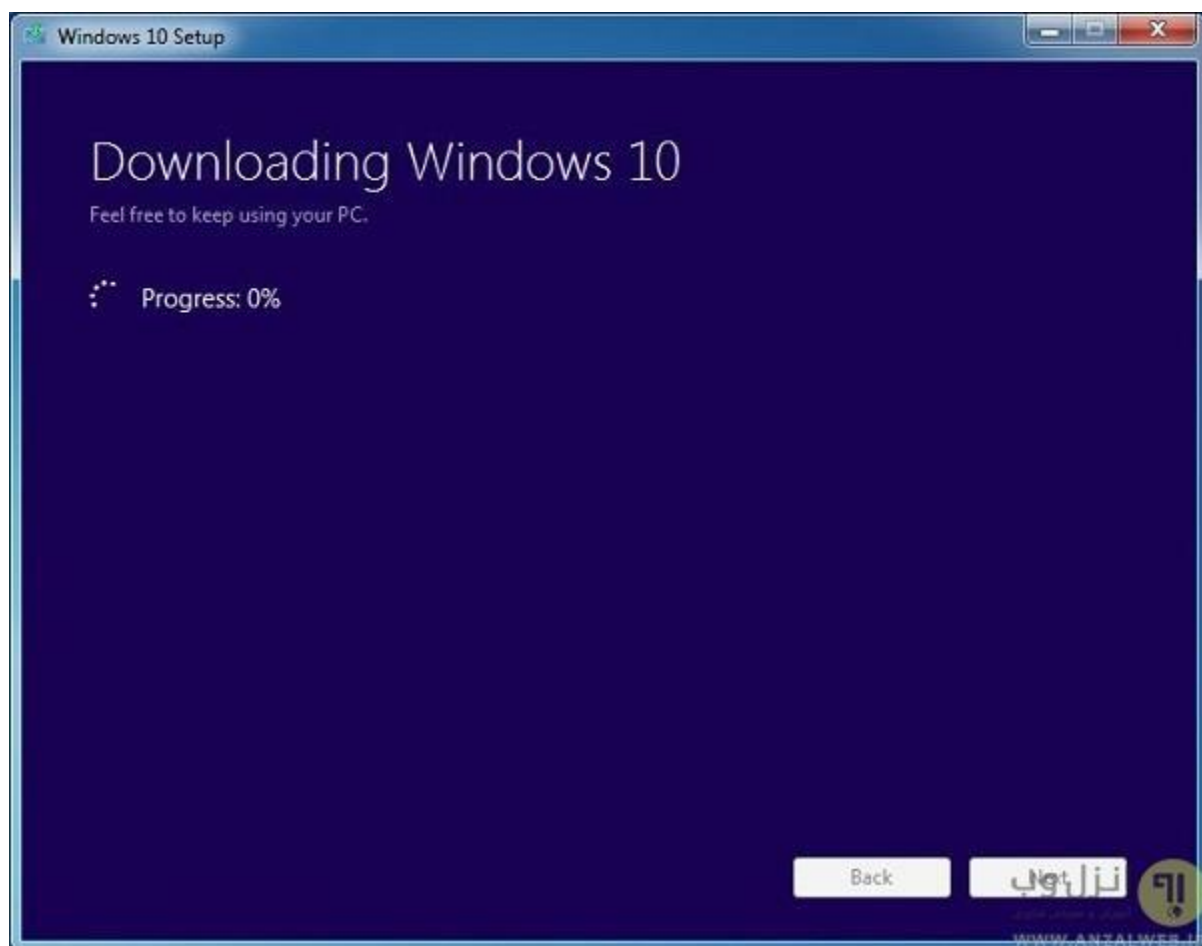 Windows 10 Setup
Downloading Windows 10
Feel free to keep using your PC.
Progress: 0%
Back
Next
نزل وب